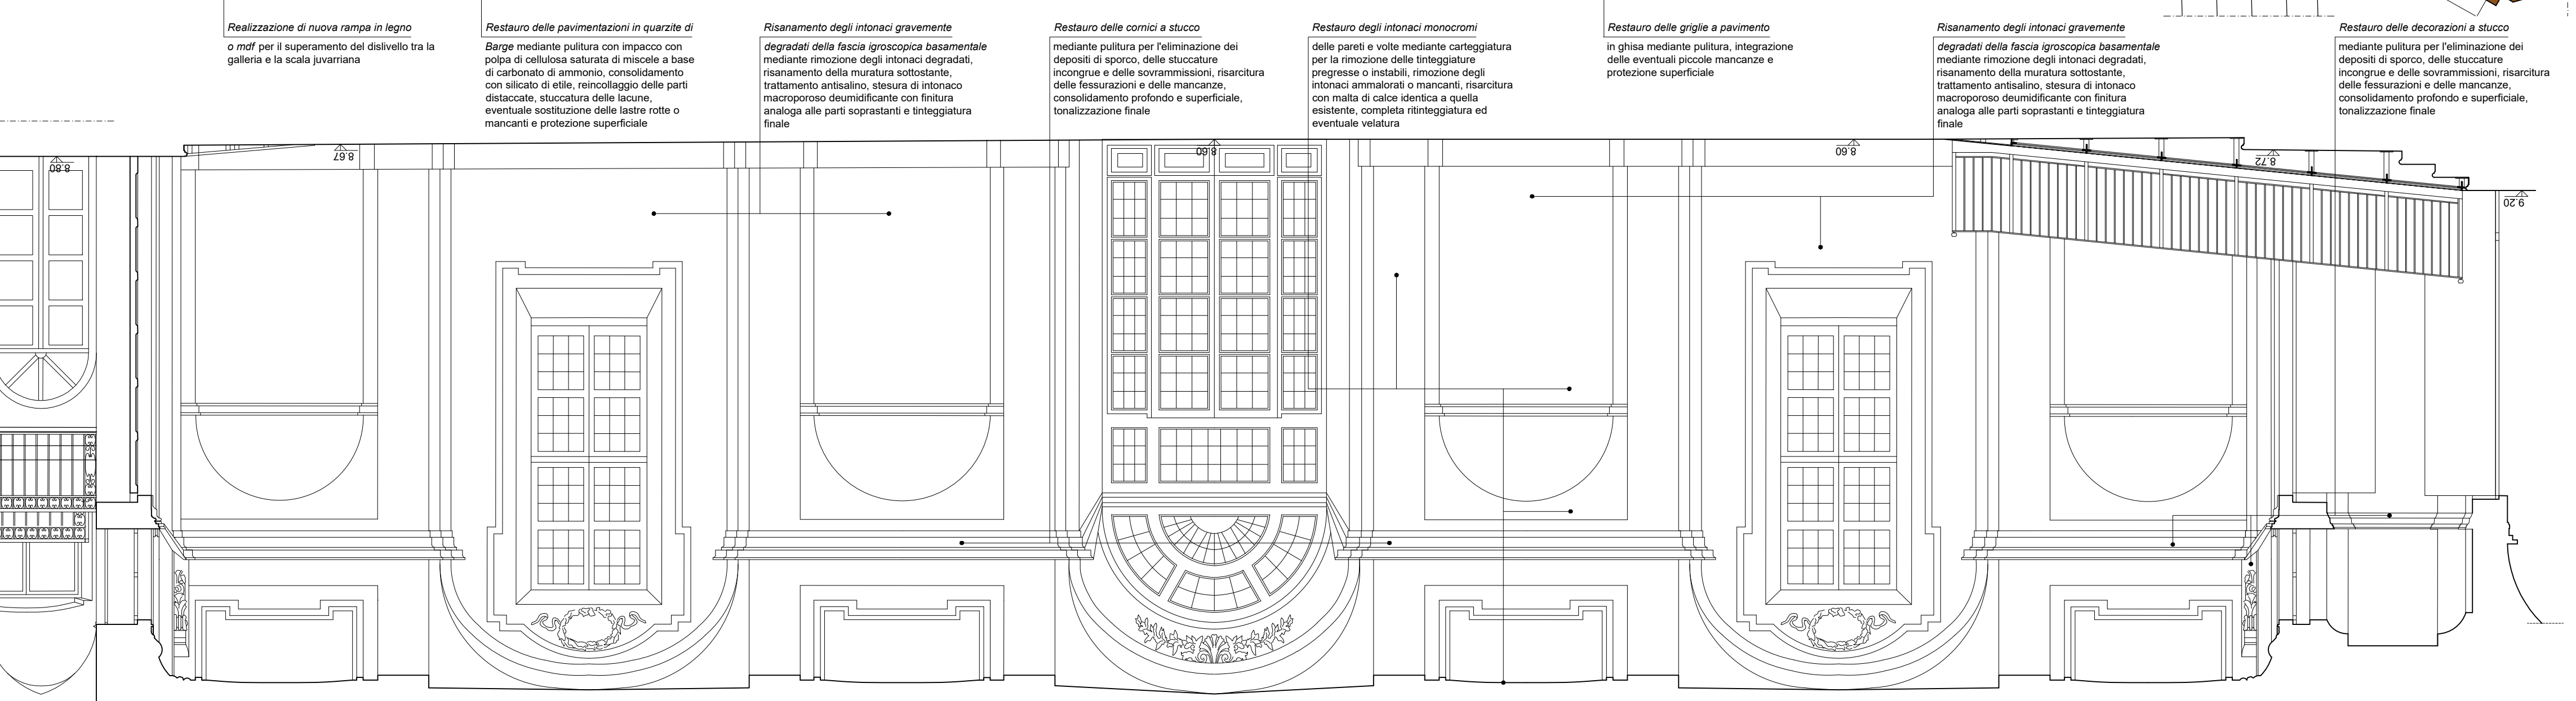 Realizzazione di nuova rampa in legno
o mdf per il superamento del dislivello tra la
galleria e la scala juvarriana
Restauro delle pavimentazioni in quarzite di
Barge mediante pulitura con impacco con
polpa di cellulosa saturata di miscele a base
di carbonato di ammonio, consolidamento
con silicato di etile, reincollaggio delle parti
distaccate, stuccatura delle lacune,
eventuale sostituzione delle lastre rotte o
mancanti e protezione superficiale
Risanamento degli intonaci gravemente
degradati della fascia igroscopica basamentale
mediante rimozione degli intonaci degradati,
risanamento della muratura sottostante,
trattamento antisalino, stesura di intonaco
macroporoso deumidificante con finitura
analoga alle parti soprastanti e tinteggiatura
finale
Restauro delle cornici a stucco
mediante pulitura per l'eliminazione dei
depositi di sporco, delle stuccature
incongrue e delle sovrammissioni, risarcitura
delle fessurazioni e delle mancanze,
consolidamento profondo e superficiale,
tonalizzazione finale
Restauro degli intonaci monocromi
delle pareti e volte mediante carteggiatura
per la rimozione delle tinteggiature
pregresse o instabili, rimozione degli
intonaci ammalorati o mancanti, risarcitura
con malta di calce identica a quella
esistente, completa ritinteggiatura ed
eventuale velatura
Restauro delle griglie a pavimento
in ghisa mediante pulitura, integrazione
delle eventuali piccole mancanze e
protezione superficiale
Risanamento degli intonaci gravemente
degradati della fascia igroscopica basamentale
mediante rimozione degli intonaci degradati,
risanamento della muratura sottostante,
trattamento antisalino, stesura di intonaco
macroporoso deumidificante con finitura
analoga alle parti soprastanti e tinteggiatura
finale
Restauro delle decorazioni a stucco
mediante pulitura per l'eliminazione dei
depositi di sporco, delle stuccature
incongrue e delle sovrammissioni, risarcitura
delle fessurazioni e delle mancanze,
consolidamento profondo e superficiale,
tonalizzazione finale
8.80
8.67
8.60
8.60
8.72
9.20